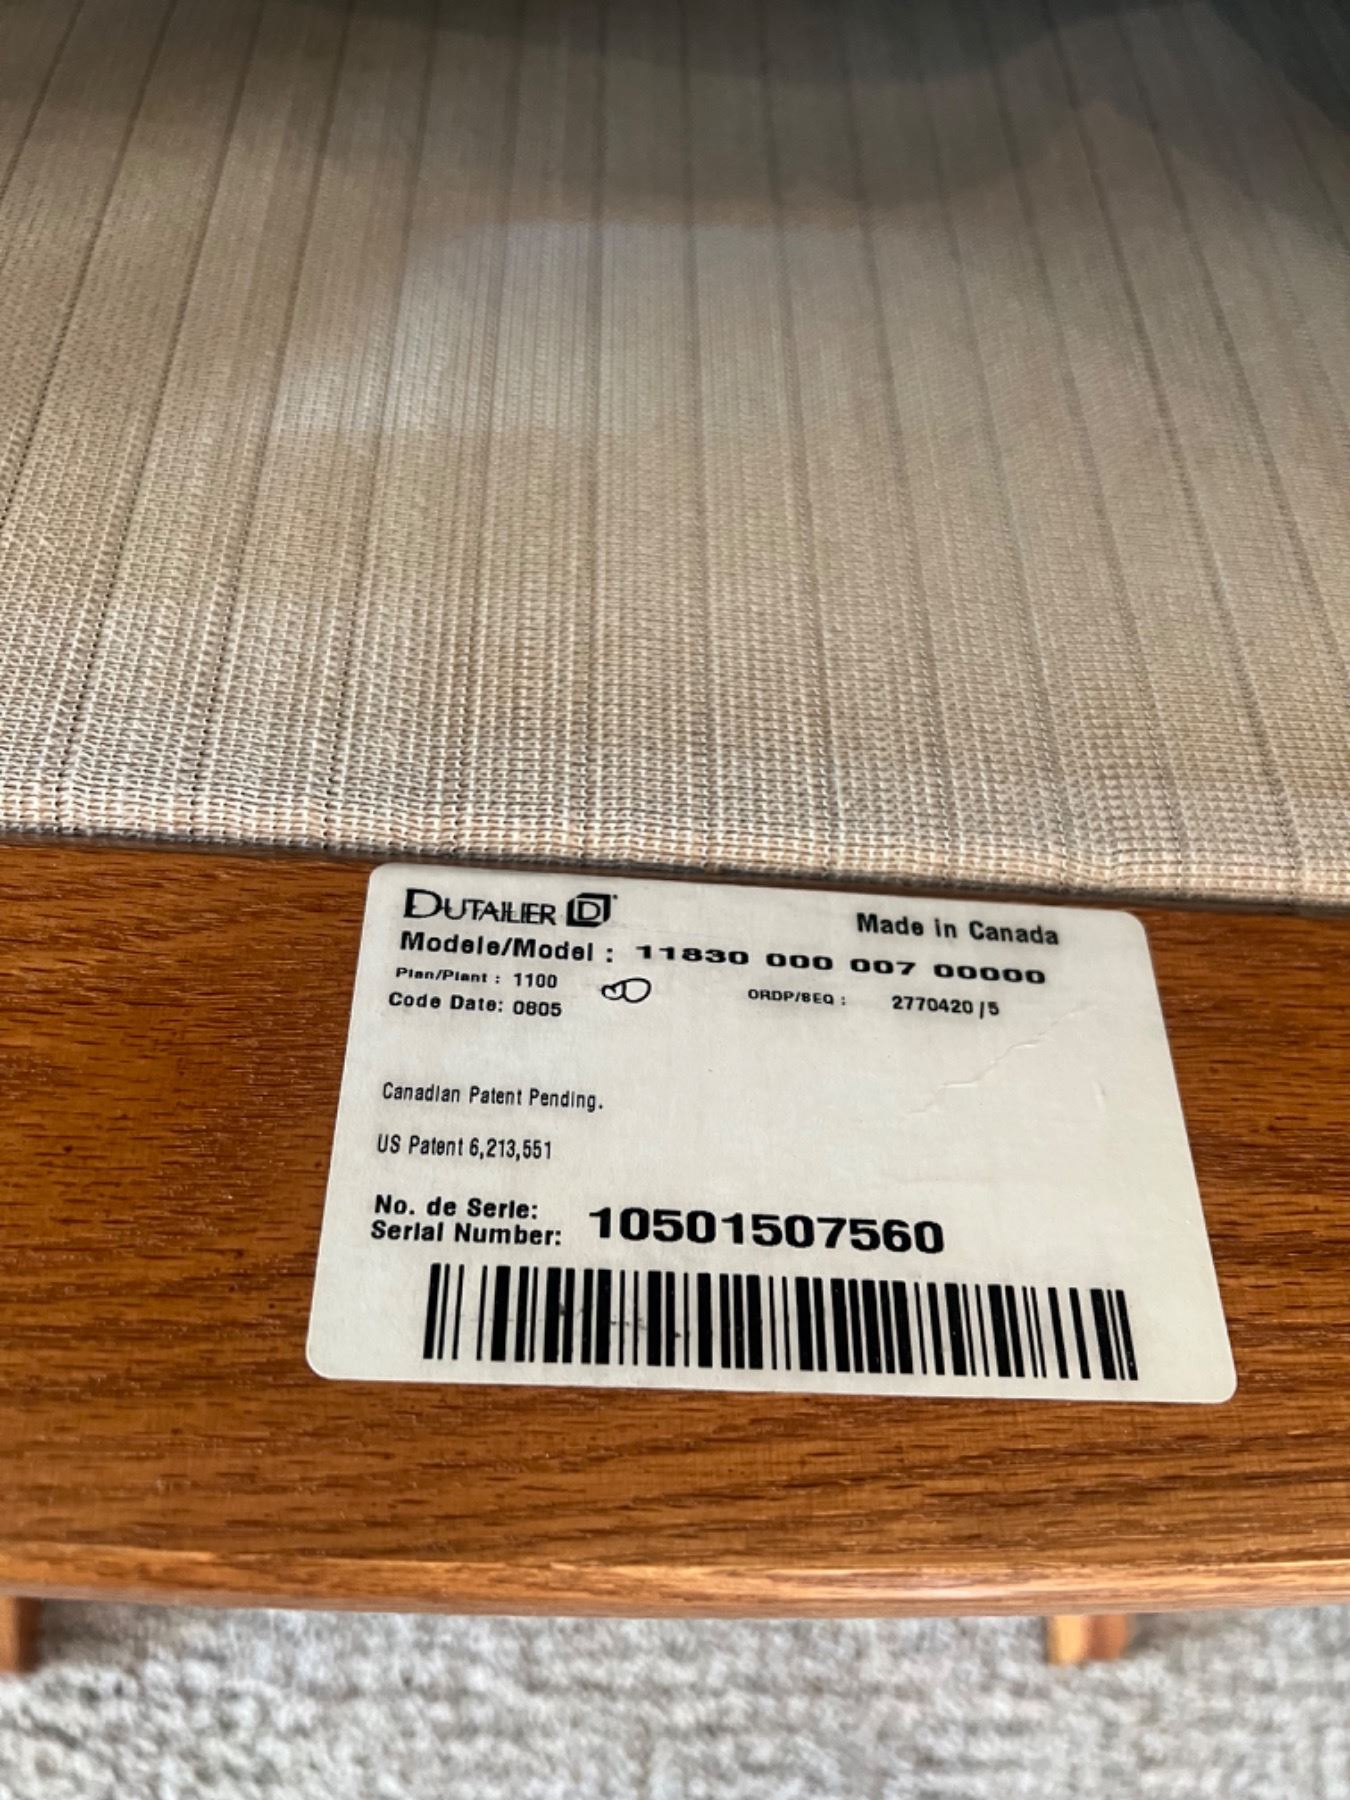 DUTAILIER D
Made in Canada
Modele/Model : 11830 000 007 00000
Plan/Plant : 1100
ORDP/SEQ : 2770420 /5
Code Date: 0805
Canadian Patent Pending.
US Patent 6,213,551
No. de Serie:
Serial Number: 10501507560